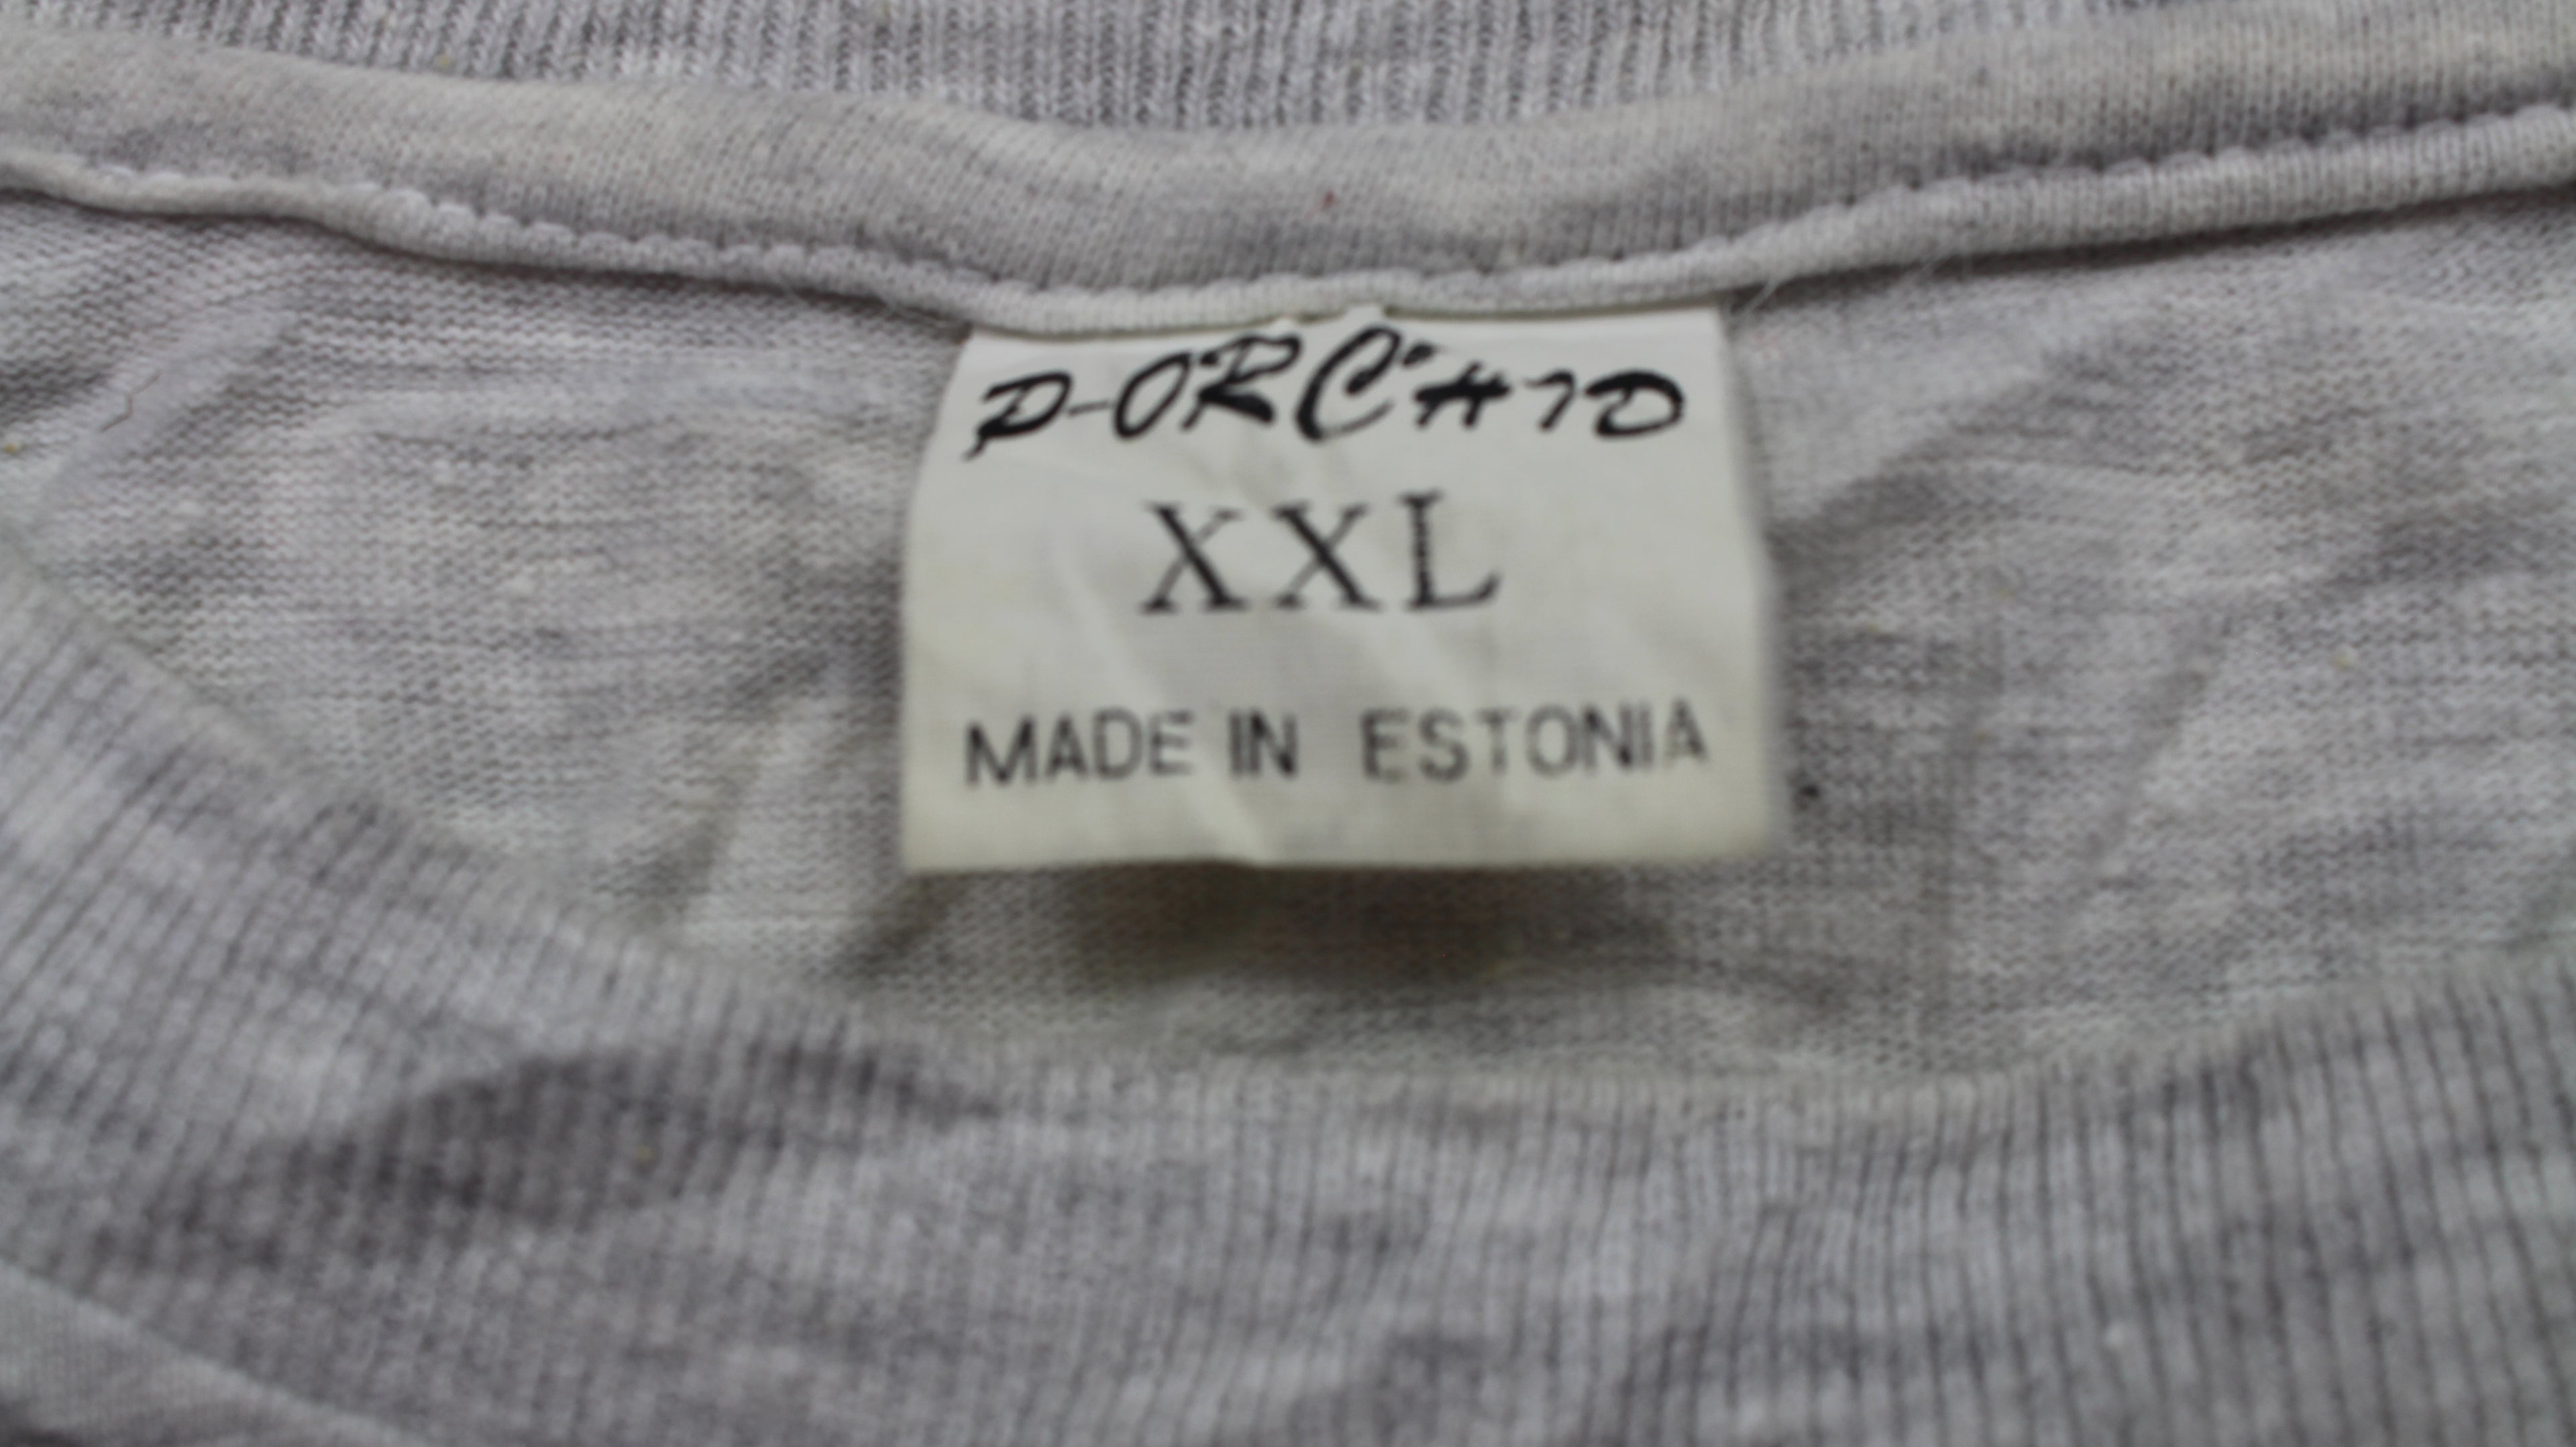 P-ORCHID
XXL
MADE IN ESTONIA